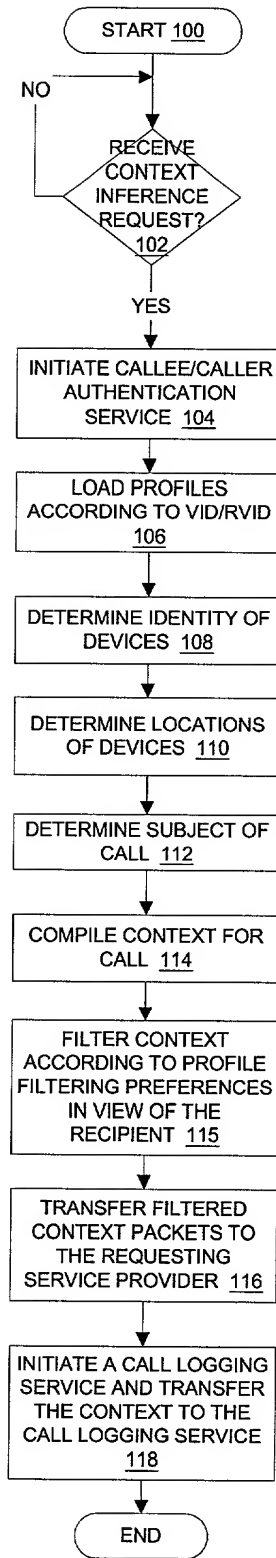 START 100
NO
RECEIVE
CONTEXT
INFERENCE
REQUEST?
102
YES
INITIATE CALLEE/CALLER
AUTHENTICATION
SERVICE 104
LOAD PROFILES
ACCORDING TO VID/RVID
106
DETERMINE IDENTITY OF
DEVICES 108
DETERMINE LOCATIONS
OF DEVICES 110
DETERMINE SUBJECT OF
CALL 112
COMPILE CONTEXT FOR
CALL 114
FILTER CONTEXT
ACCORDING TO PROFILE
FILTERING PREFERENCES
IN VIEW OF THE
RECIPIENT 115
TRANSFER FILTERED
CONTEXT PACKETS TO
THE REQUESTING
SERVICE PROVIDER 116
INITIATE A CALL LOGGING
SERVICE AND TRANSFER
THE CONTEXT TO THE
CALL LOGGING SERVICE
118
END